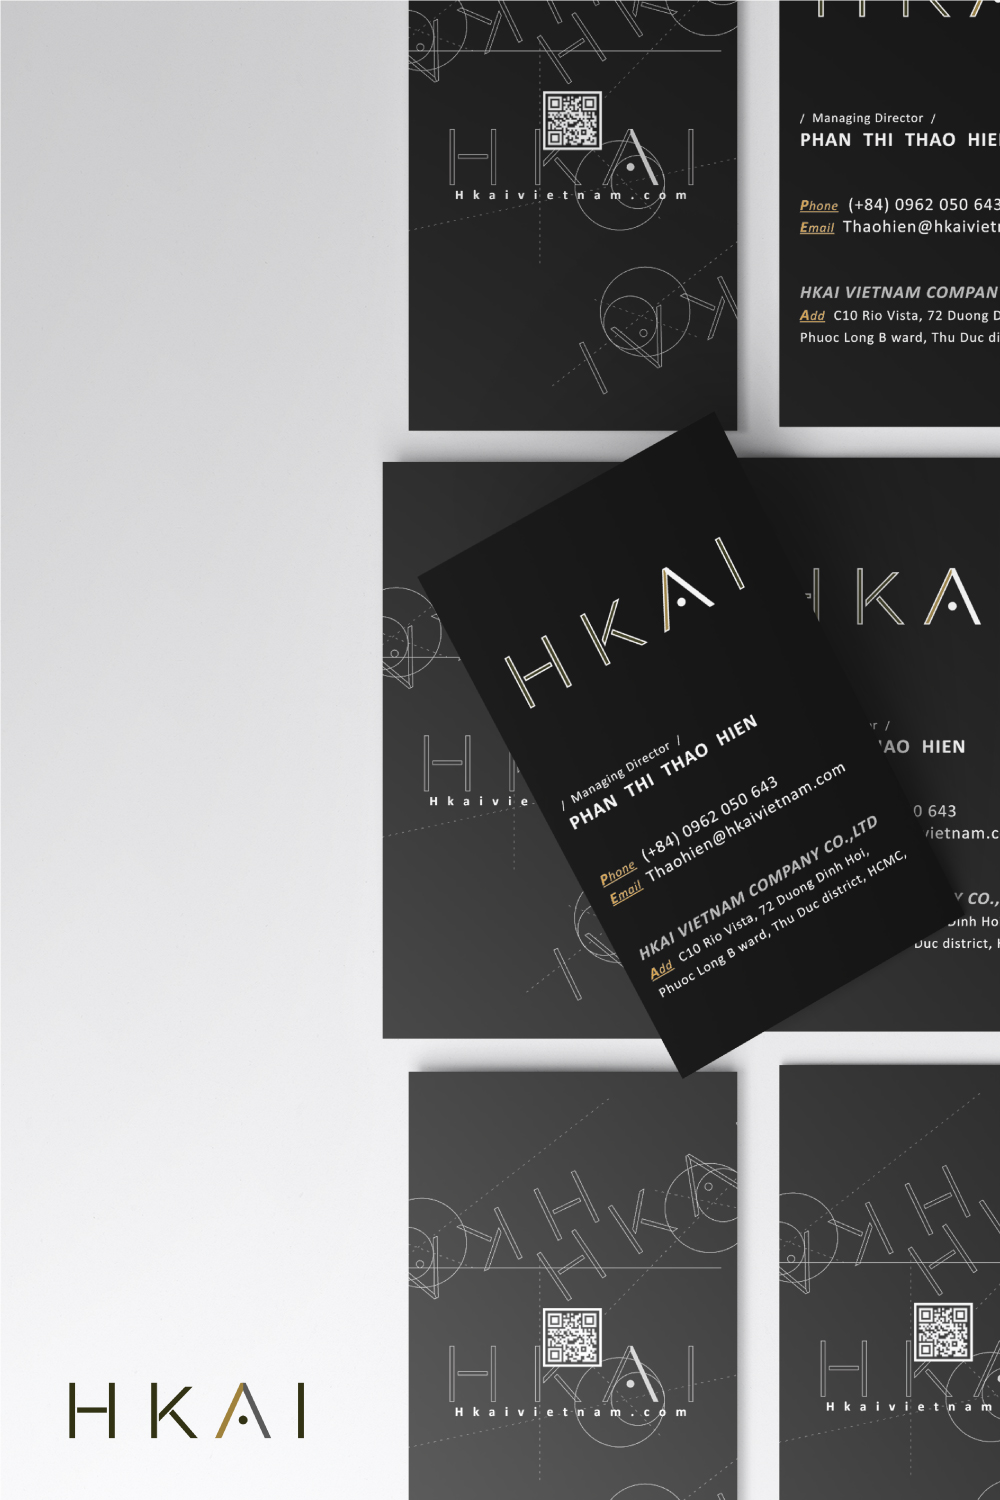 Hkaivietnam.com
HKAI
/ Managing Director /
PHAN THI THAO HIE
Phone (+84) 0962 050 643
Email Thaohien@hkaivietn
HKAI VIETNAM COMPAN
Add C10 Rio Vista, 72 Duong D
Phuoc Long B ward, Thu Duc di
HKAI
/ Managing Director /
PHAN THI THAO HIEN
Phone (+84) 0962 050 643
Email Thaohien@hkaivietnam.com
HKAI VIETNAM COMPANY CO.,LTD
Add C10 Rio Vista, 72 Duong Dinh Hoi,
Phuoc Long B ward, Thu Duc district, HCMC,
HKA
HIEN
0 643
vietnam.c
Y CO.,
Dinh Ho
Duc district, H
Hkaivie
HKAI
Hkaivietnam.com
HKA
Hkaivietnam
HKAI